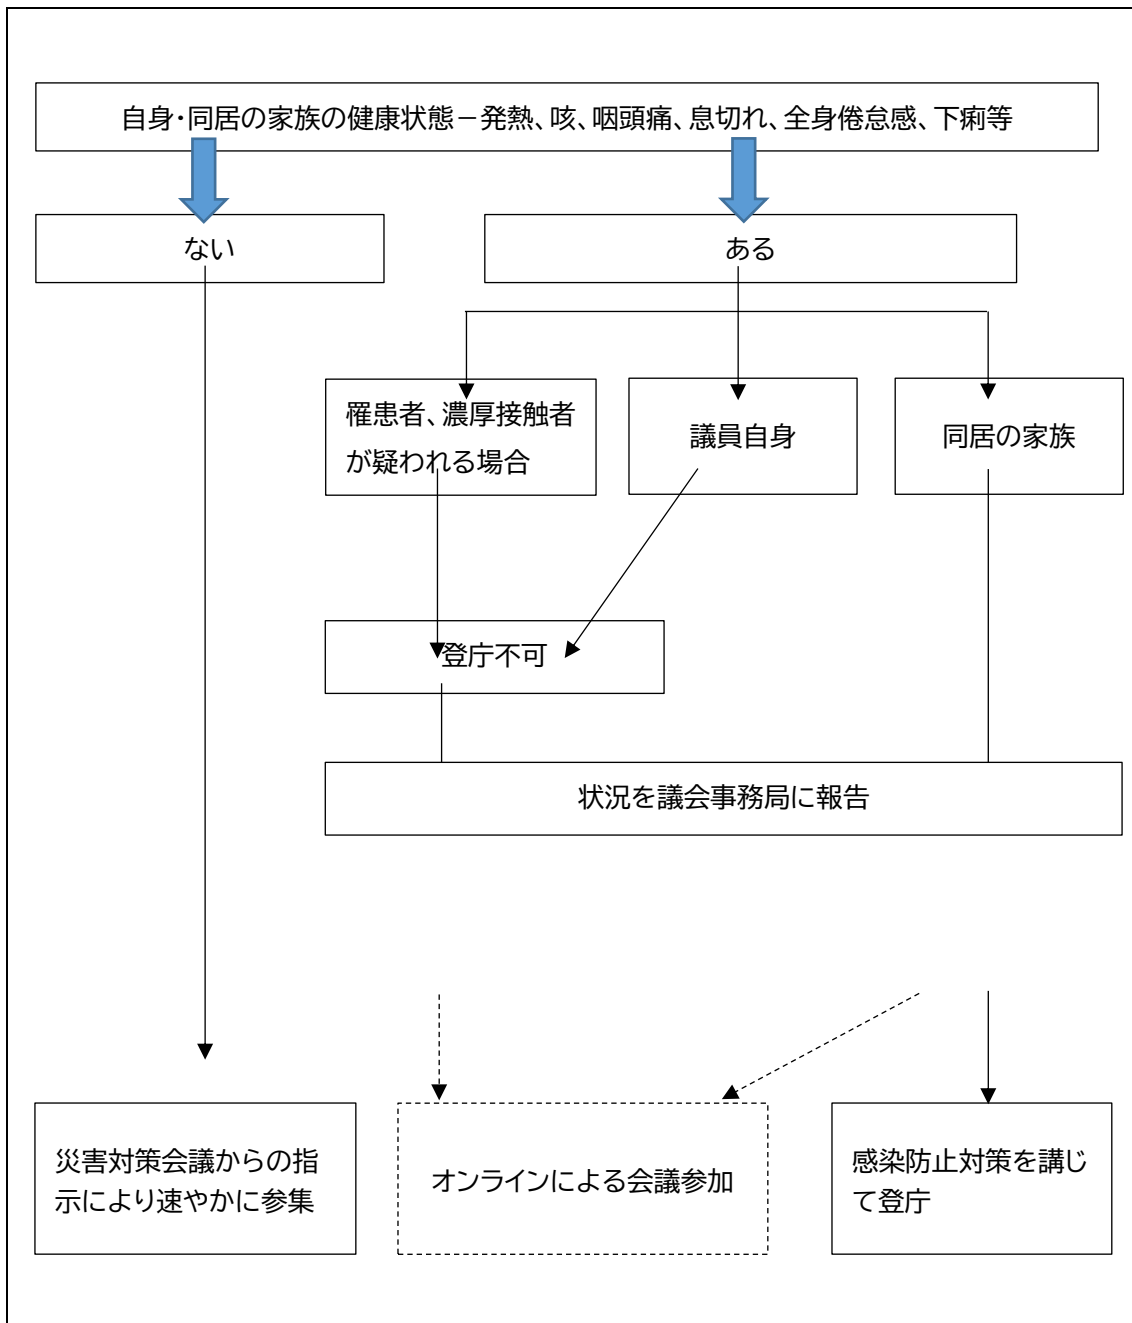 自身・同居の家族の健康状態－発熱、咳、咽頭痛、息切れ、全身倦怠感、下痢等
ない
ある
罹患者、濃厚接触者
が疑われる場合
議員自身
同居の家族
登庁不可
状況を議会事務局に報告
災害対策会議からの指
示により速やかに参集
オンラインによる会議参加
感染防止対策を講じ
て登庁